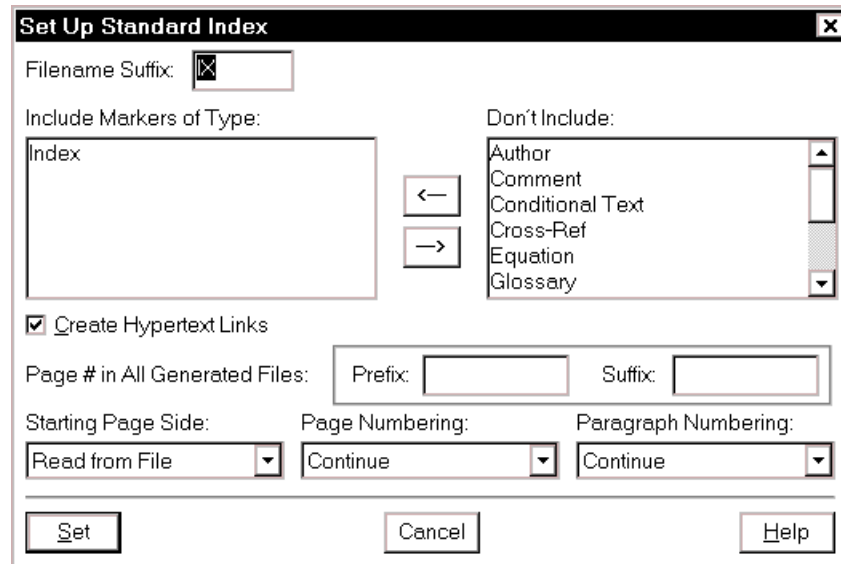 Set Up Standard Index
Filename Suffix: IX
Include Markers of Type: Don´t Include:
Index
Author
Comment
Conditional Text
Cross-Ref
Equation
Glossary
<—
—>
Create Hypertext Links
Page # in All Generated Files: Prefix: Suffix:
Starting Page Side: Page Numbering: Paragraph Numbering:
Read from File Continue Continue
Set Cancel Help